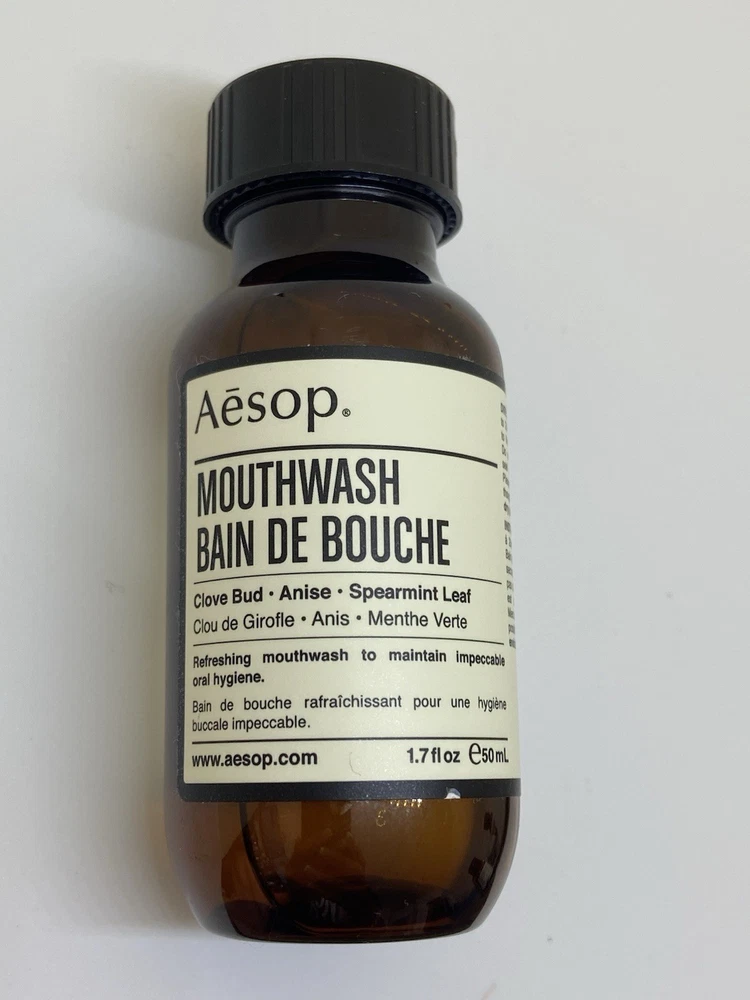 Aēsop®
MOUTHWASH
BAIN DE BOUCHE
Clove Bud • Anise • Spearmint Leaf
Clou de Girofle • Anis • Menthe Verte
Refreshing mouthwash to maintain impeccable
oral hygiene.
Bain de bouche rafraîchissant pour une hygiène
buccale impeccable.
www.aesop.com 1.7 fl oz ℮50 mL